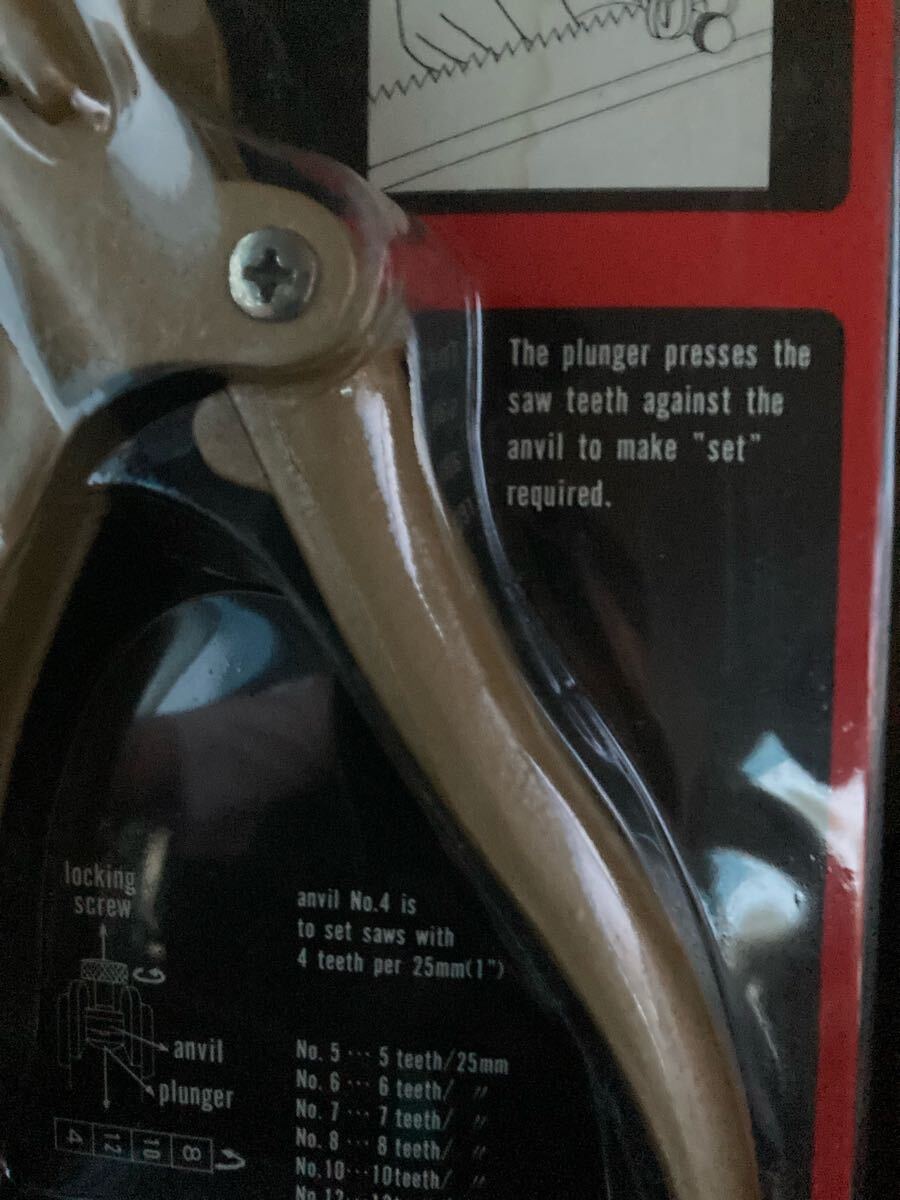 The plunger presses the
saw teeth against the
anvil to make "set"
required.
locking
screw
anvil
plunger
4 12 10 8
anvil No.4 is
to set saws with
4 teeth per 25mm(1")
No. 5 ··· 5 teeth/25mm
No. 6 ··· 6 teeth/ 〃
No. 7 ··· 7 teeth/ 〃
No. 8 ··· 8 teeth/ 〃
No.10 ··· 10teeth/ 〃